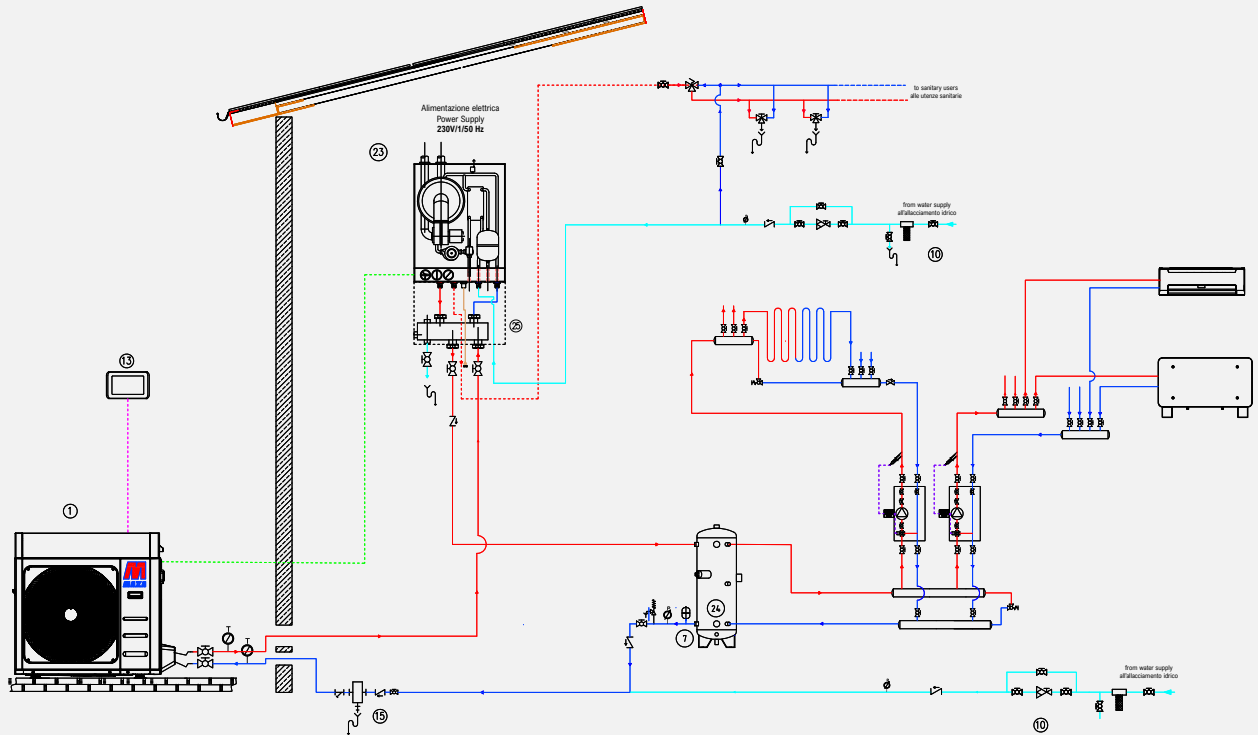 Alimentazione elettrica
Power Supply
230V/1/50 Hz
to sanitary users
alle utenze sanitarie
23
from water supply
all'allacciamento idrico
10
25
13
1
24
7
15
from water supply
all'allacciamento idrico
10
M
T
T